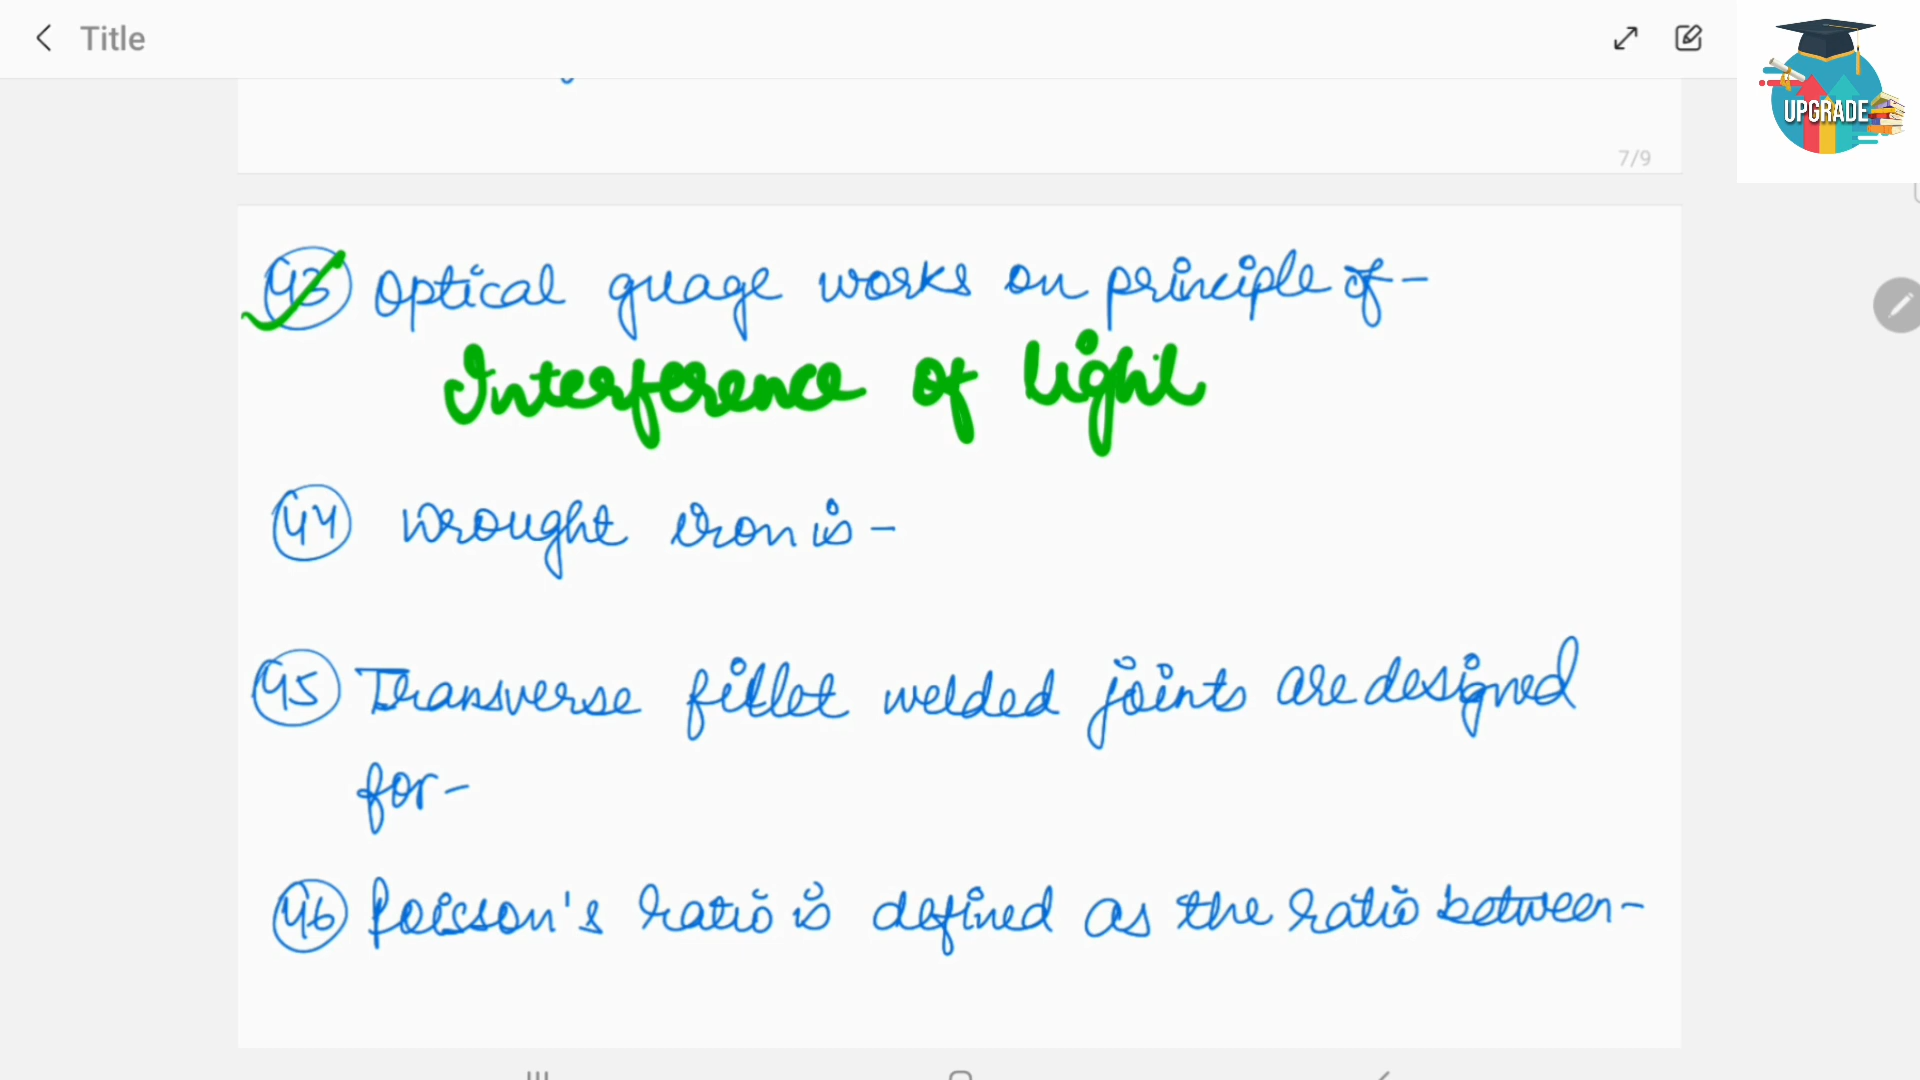 Title
UPGRADE
7/9
43 Optical guage works on principle of -
Interference of light
44 Wrought iron is -
45 Transverse fillet welded joints are designed
for -
46 Poisson's ratio is defined as the ratio between -